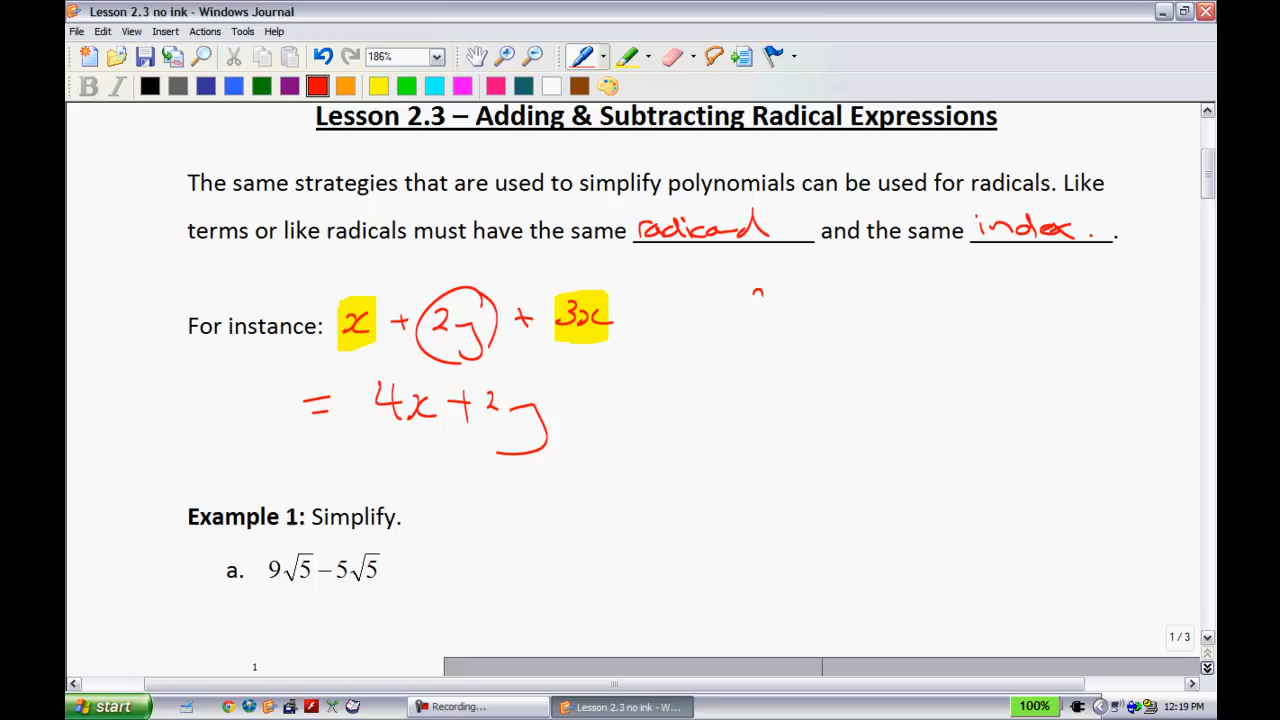 Lesson 2.3 no ink - Windows Journal
File Edit View Insert Actions Tools Help
186%
B I
Lesson 2.3 – Adding & Subtracting Radical Expressions
The same strategies that are used to simplify polynomials can be used for radicals. Like
terms or like radicals must have the same radicand and the same index. .
For instance: x + 2y + 3x
= 4x + 2y
Example 1: Simplify.
a. 9√5 – 5√5
1 / 3
1
start Recording... Lesson 2.3 no ink - W... 100% 12:19 PM